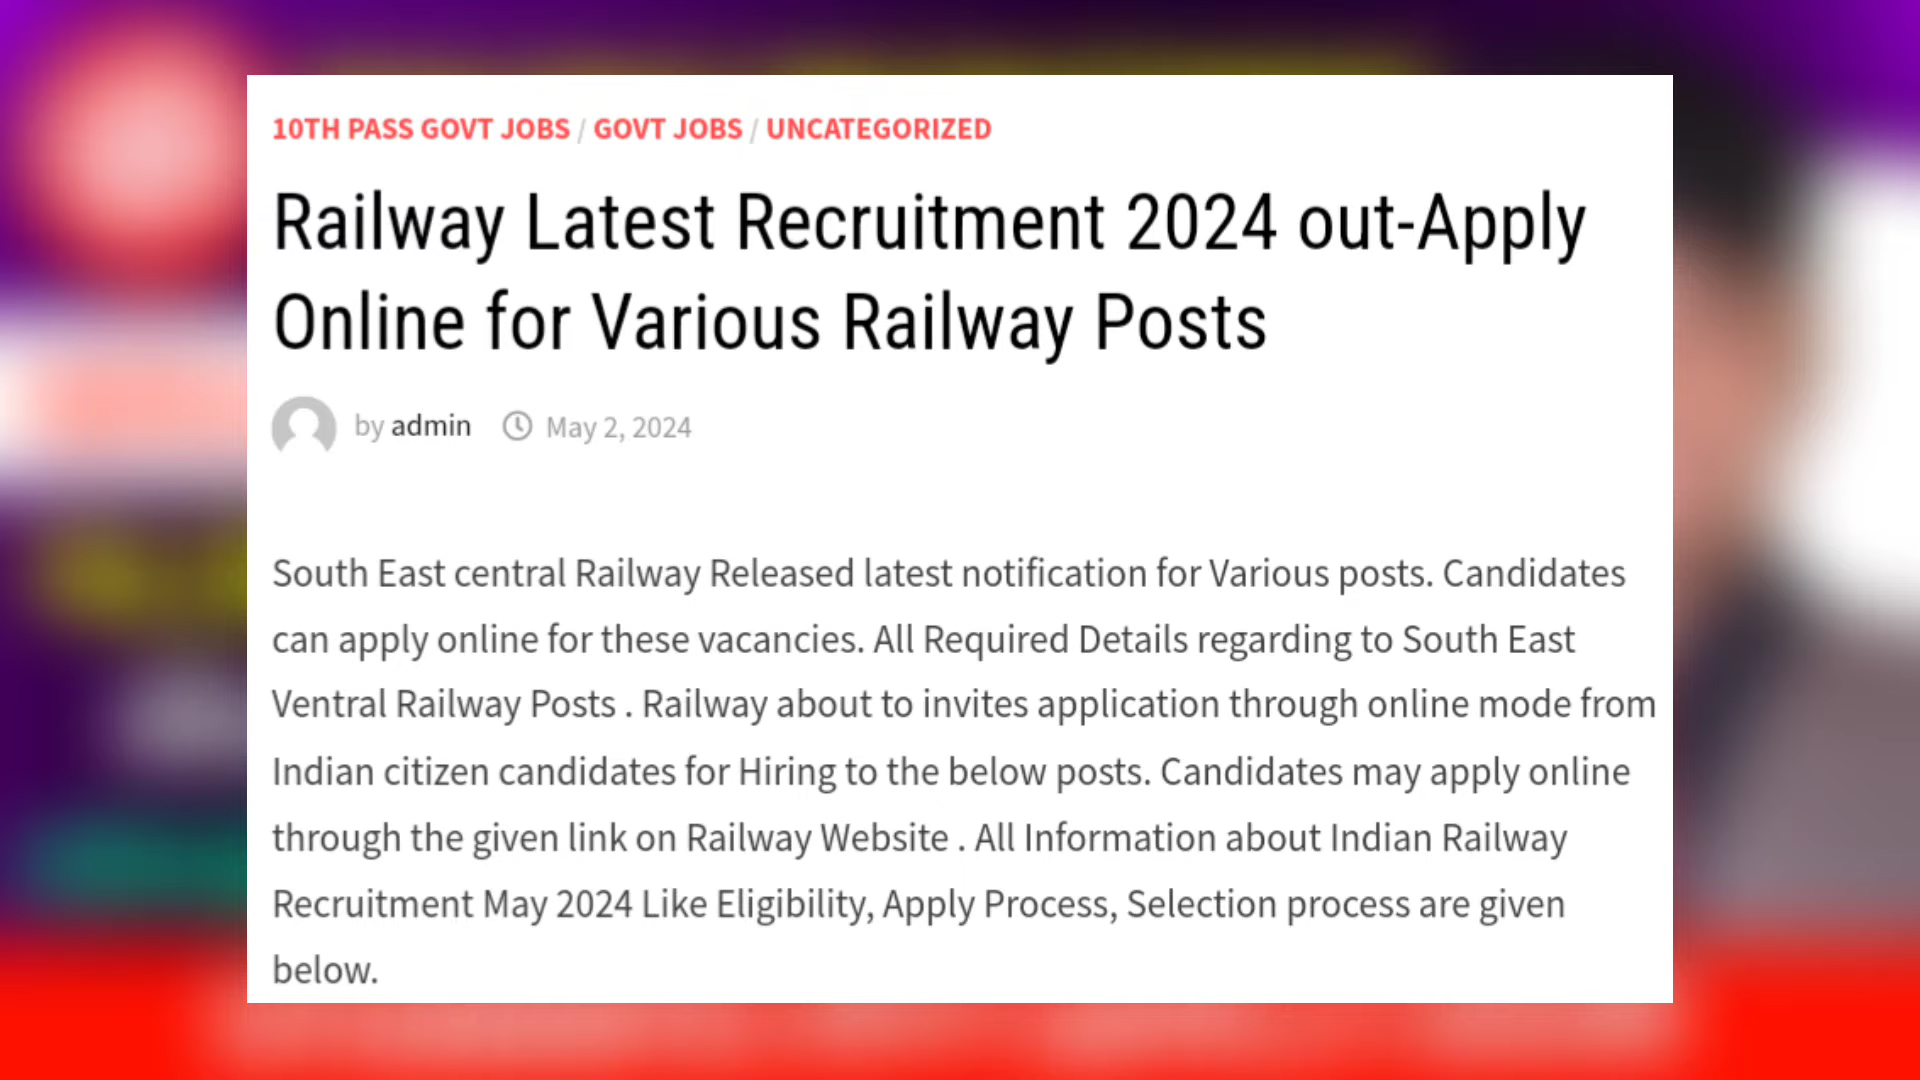 10TH PASS GOVT JOBS / GOVT JOBS / UNCATEGORIZED
Railway Latest Recruitment 2024 out-Apply
Online for Various Railway Posts
by admin May 2, 2024
South East central Railway Released latest notification for Various posts. Candidates
can apply online for these vacancies. All Required Details regarding to South East
Ventral Railway Posts . Railway about to invites application through online mode from
Indian citizen candidates for Hiring to the below posts. Candidates may apply online
through the given link on Railway Website . All Information about Indian Railway
Recruitment May 2024 Like Eligibility, Apply Process, Selection process are given
below.